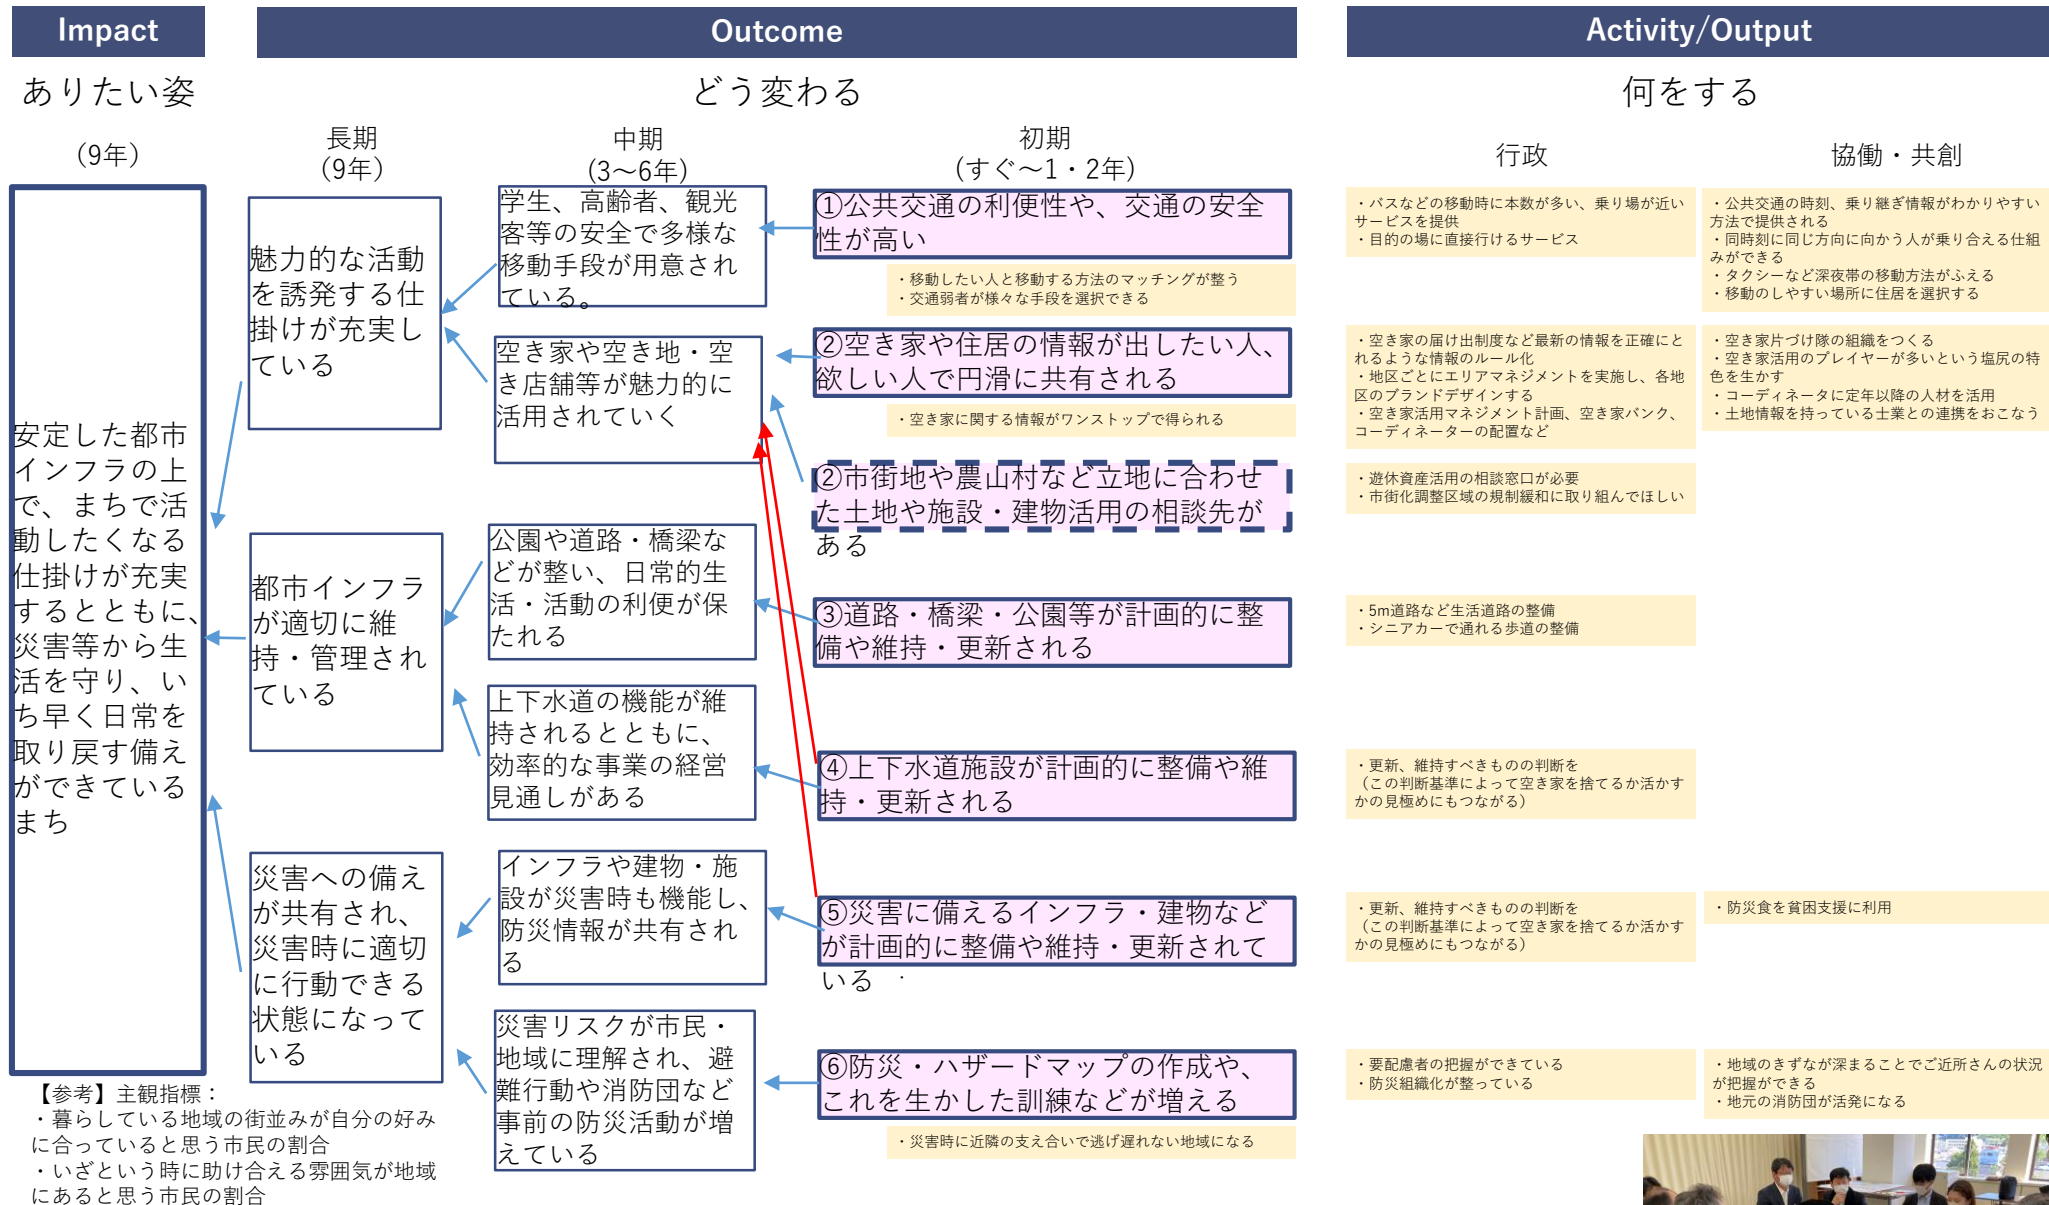 Impact
Outcome
Activity/Output
ありたい姿
どう変わる
何をする
（9年）
長期
（9年）
中期
（3〜6年）
初期
（すぐ〜1・2年）
行政
協働・共創
安定した都市
インフラの上
で、まちで活
動したくなる
仕掛けが充実
するとともに、
災害等から生
活を守り、い
ち早く日常を
取り戻す備え
ができている
まち
魅力的な活動
を誘発する仕
掛けが充実し
ている
都市インフラ
が適切に維
持・管理され
ている
災害への備え
が共有され、
災害時に適切
に行動できる
状態になって
いる
学生、高齢者、観光
客等の安全で多様な
移動手段が用意され
ている。
空き家や空き地・空
き店舗等が魅力的に
活用されていく
公園や道路・橋梁な
どが整い、日常的生
活・活動の利便が保
たれる
上下水道の機能が維
持されるとともに、
効率的な事業の経営
見通しがある
インフラや建物・施
設が災害時も機能し、
防災情報が共有され
る
災害リスクが市民・
地域に理解され、避
難行動や消防団など
事前の防災活動が増
えている
①公共交通の利便性や、交通の安全
性が高い
・移動したい人と移動する方法のマッチングが整う
・交通弱者が様々な手段を選択できる
②空き家や住居の情報が出したい人、
欲しい人で円滑に共有される
・空き家に関する情報がワンストップで得られる
②市街地や農山村など立地に合わせ
た土地や施設・建物活用の相談先が
ある
③道路・橋梁・公園等が計画的に整
備や維持・更新される
④上下水道施設が計画的に整備や維
持・更新される
⑤災害に備えるインフラ・建物など
が計画的に整備や維持・更新されて
いる ・
⑥防災・ハザードマップの作成や、
これを生かした訓練などが増える
・災害時に近隣の支え合いで逃げ遅れない地域になる
・バスなどの移動時に本数が多い、乗り場が近い
サービスを提供
・目的の場に直接行けるサービス
・公共交通の時刻、乗り継ぎ情報がわかりやすい
方法で提供される
・同時刻に同じ方向に向かう人が乗り合える仕組
みができる
・タクシーなど深夜帯の移動方法がふえる
・移動のしやすい場所に住居を選択する
・空き家の届け出制度など最新の情報を正確にと
れるような情報のルール化
・地区ごとにエリアマネジメントを実施し、各地
区のブランドデザインする
・空き家活用マネジメント計画、空き家バンク、
コーディネーターの配置など
・空き家片づけ隊の組織をつくる
・空き家活用のプレイヤーが多いという塩尻の特
色を生かす
・コーディネータに定年以降の人材を活用
・土地情報を持っている士業との連携をおこなう
・遊休資産活用の相談窓口が必要
・市街化調整区域の規制緩和に取り組んでほしい
・5m道路など生活道路の整備
・シニアカーで通れる歩道の整備
・更新、維持すべきものの判断を
（この判断基準によって空き家を捨てるか活かす
かの見極めにもつながる）
・更新、維持すべきものの判断を
（この判断基準によって空き家を捨てるか活かす
かの見極めにもつながる）
・防災食を貧困支援に利用
・要配慮者の把握ができている
・防災組織化が整っている
・地域のきずなが深まることでご近所さんの状況
が把握ができる
・地元の消防団が活発になる
【参考】主観指標：
・暮らしている地域の街並みが自分の好み
に合っていると思う市民の割合
・いざという時に助け合える雰囲気が地域
にあると思う市民の割合